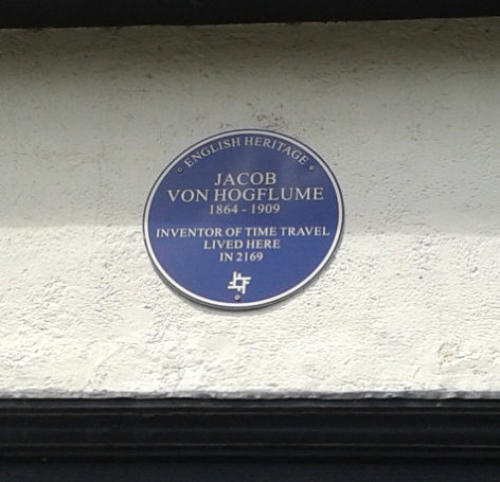 ENGLISH HERITAGE
JACOB
VON HOGFLUME
1864 - 1909
INVENTOR OF TIME TRAVEL
LIVED HERE
IN 2169